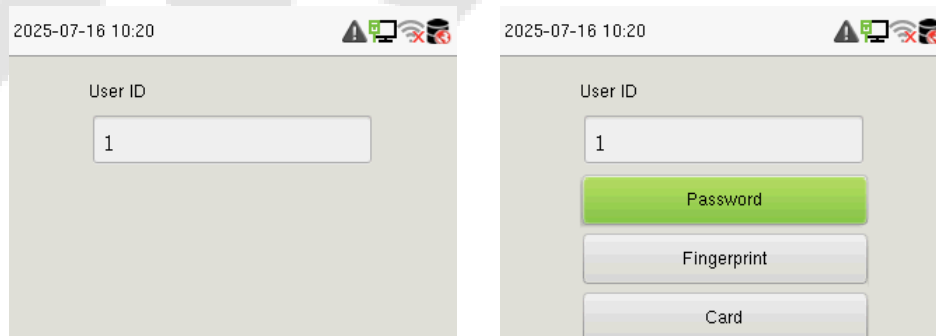 2025-07-16 10:20
User ID
1
2025-07-16 10:20
User ID
1
Password
Fingerprint
Card